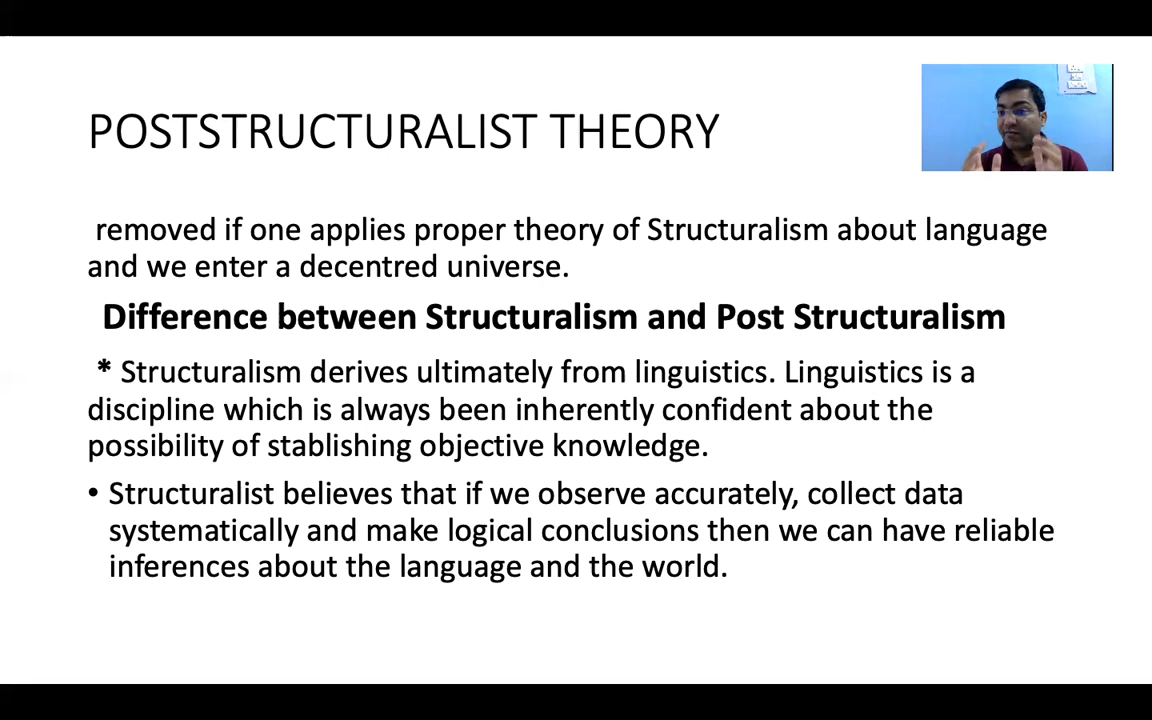 POSTSTRUCTURALIST THEORY
removed if one applies proper theory of Structuralism about language
and we enter a decentred universe.
Difference between Structuralism and Post Structuralism
* Structuralism derives ultimately from linguistics. Linguistics is a
discipline which is always been inherently confident about the
possibility of stablishing objective knowledge.
• Structuralist believes that if we observe accurately, collect data
systematically and make logical conclusions then we can have reliable
inferences about the language and the world.